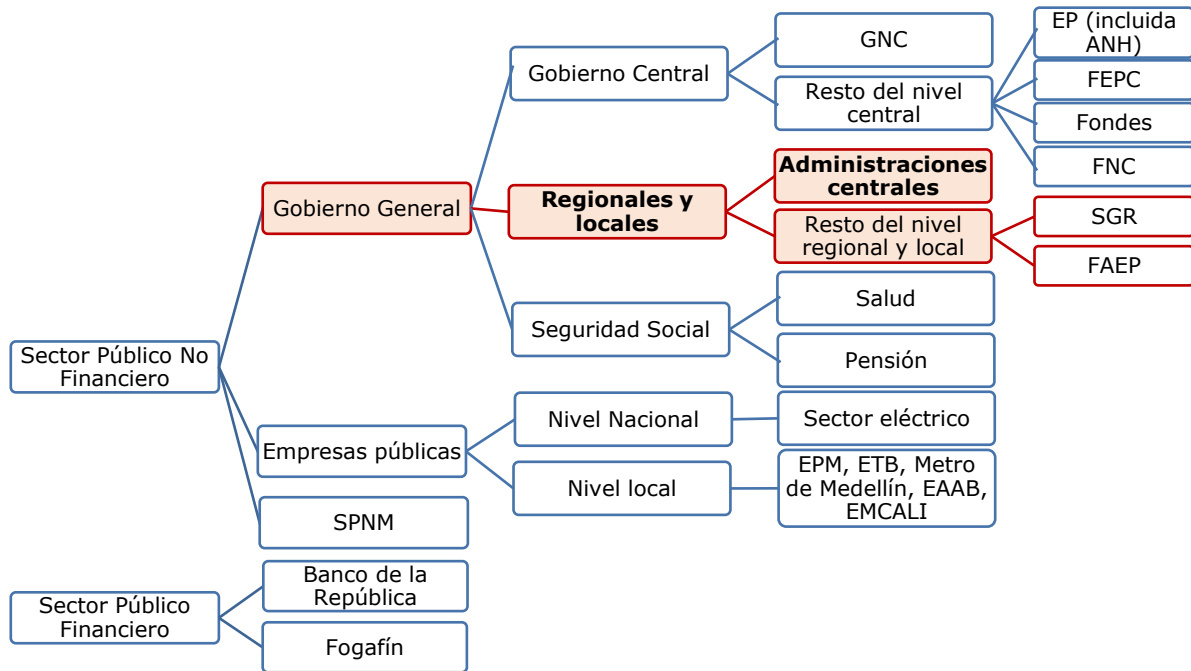 Sector Público No
Financiero
Gobierno General
Gobierno Central
GNC
Resto del nivel
central
EP (incluida
ANH)
FEPC
Fondes
FNC
Regionales y
locales
Administraciones
centrales
Resto del nivel
regional y local
SGR
FAEP
Seguridad Social
Salud
Pensión
Empresas públicas
Nivel Nacional
Sector eléctrico
Nivel local
EPM, ETB, Metro
de Medellín, EAAB,
EMCALI
SPNM
Sector Público
Financiero
Banco de la
República
Fogafín